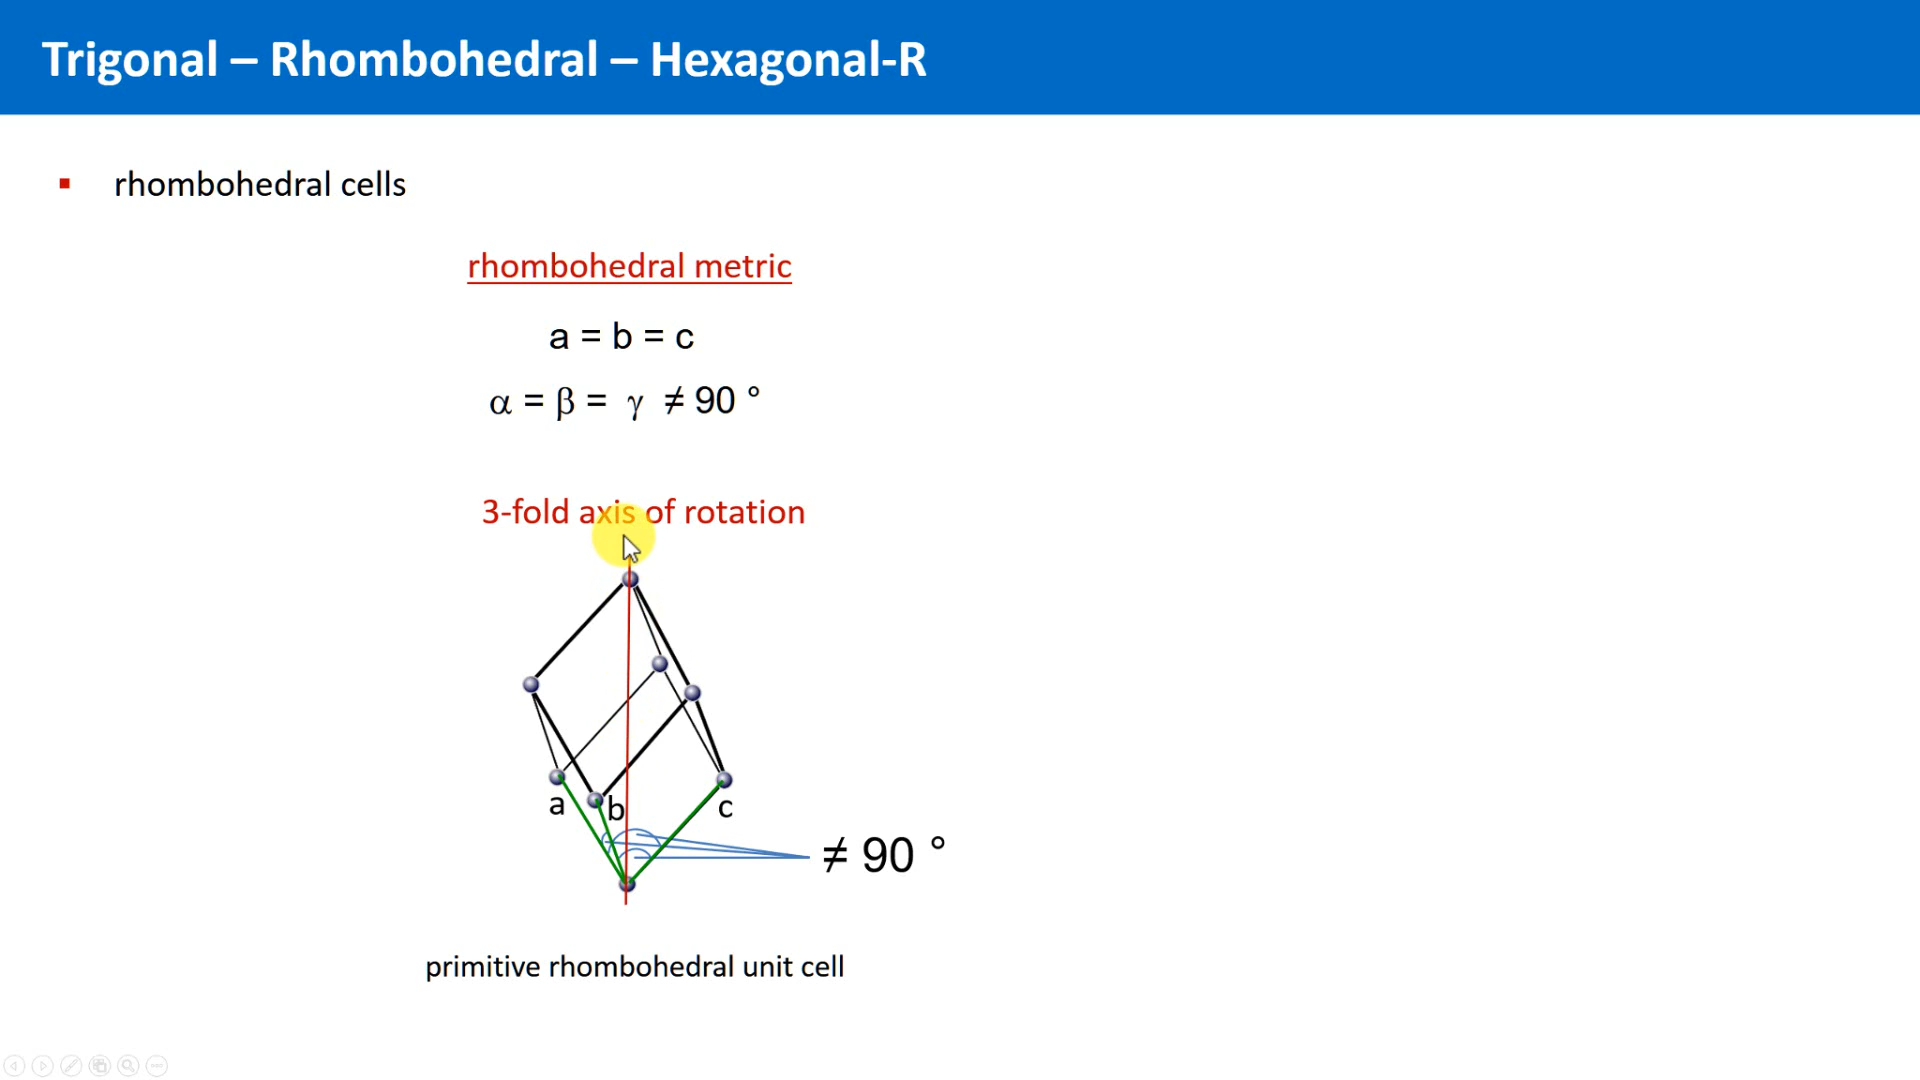 Trigonal – Rhombohedral – Hexagonal-R
▪ rhombohedral cells
rhombohedral metric
a = b = c
α = β = γ ≠ 90 °
3-fold axis of rotation
a
b
c
≠ 90 °
primitive rhombohedral unit cell